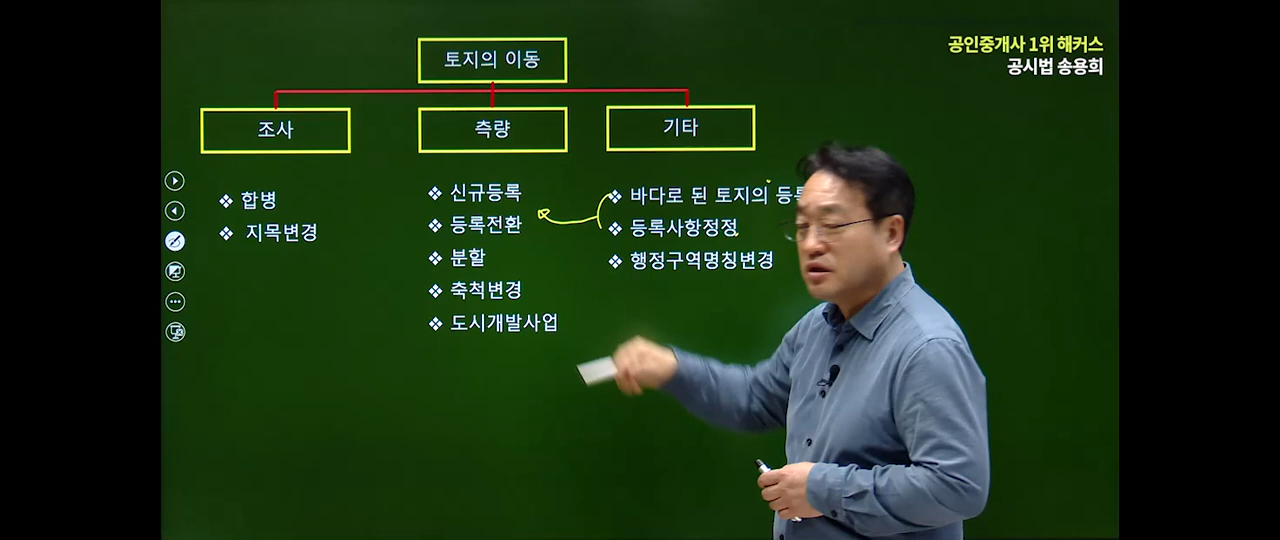 공인중개사 1위 해커스
공시법 송용희
토지의 이동
조사
측량
기타
❖ 합병
❖ 지목변경
❖ 신규등록
❖ 등록전환
❖ 분할
❖ 축척변경
❖ 도시개발사업
❖ 바다로 된 토지의
❖ 등록사항정정
❖ 행정구역명칭변경